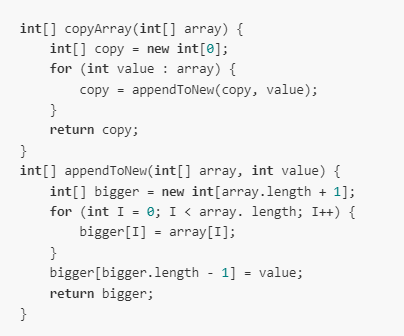 int[] copyArray(int[] array) {
    int[] copy = new int[0];
    for (int value : array) {
        copy = appendToNew(copy, value);
    }
    return copy;
}
int[] appendToNew(int[] array, int value) {
    int[] bigger = new int[array.length + 1];
    for (int I = 0; I < array. length; I++) {
        bigger[I] = array[I];
    }
    bigger[bigger.length - 1] = value;
    return bigger;
}